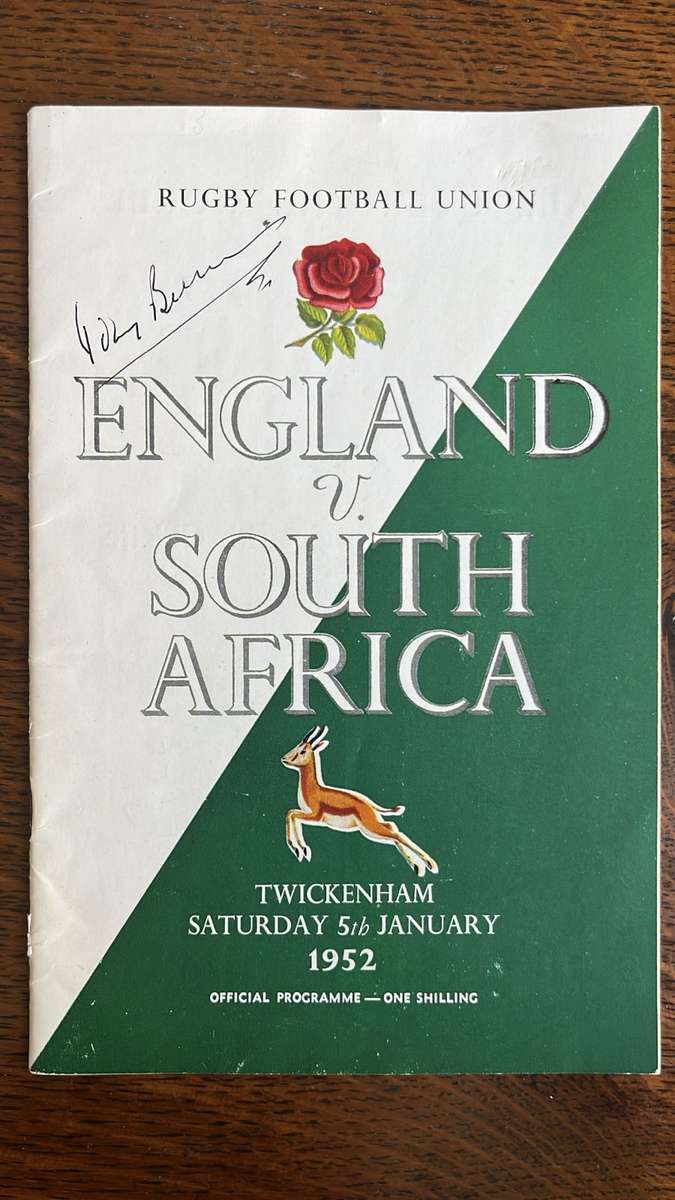 RUGBY FOOTBALL UNION
ENGLAND
v.
SOUTH
AFRICA
TWICKENHAM
SATURDAY 5th JANUARY
1952
OFFICIAL PROGRAMME — ONE SHILLING